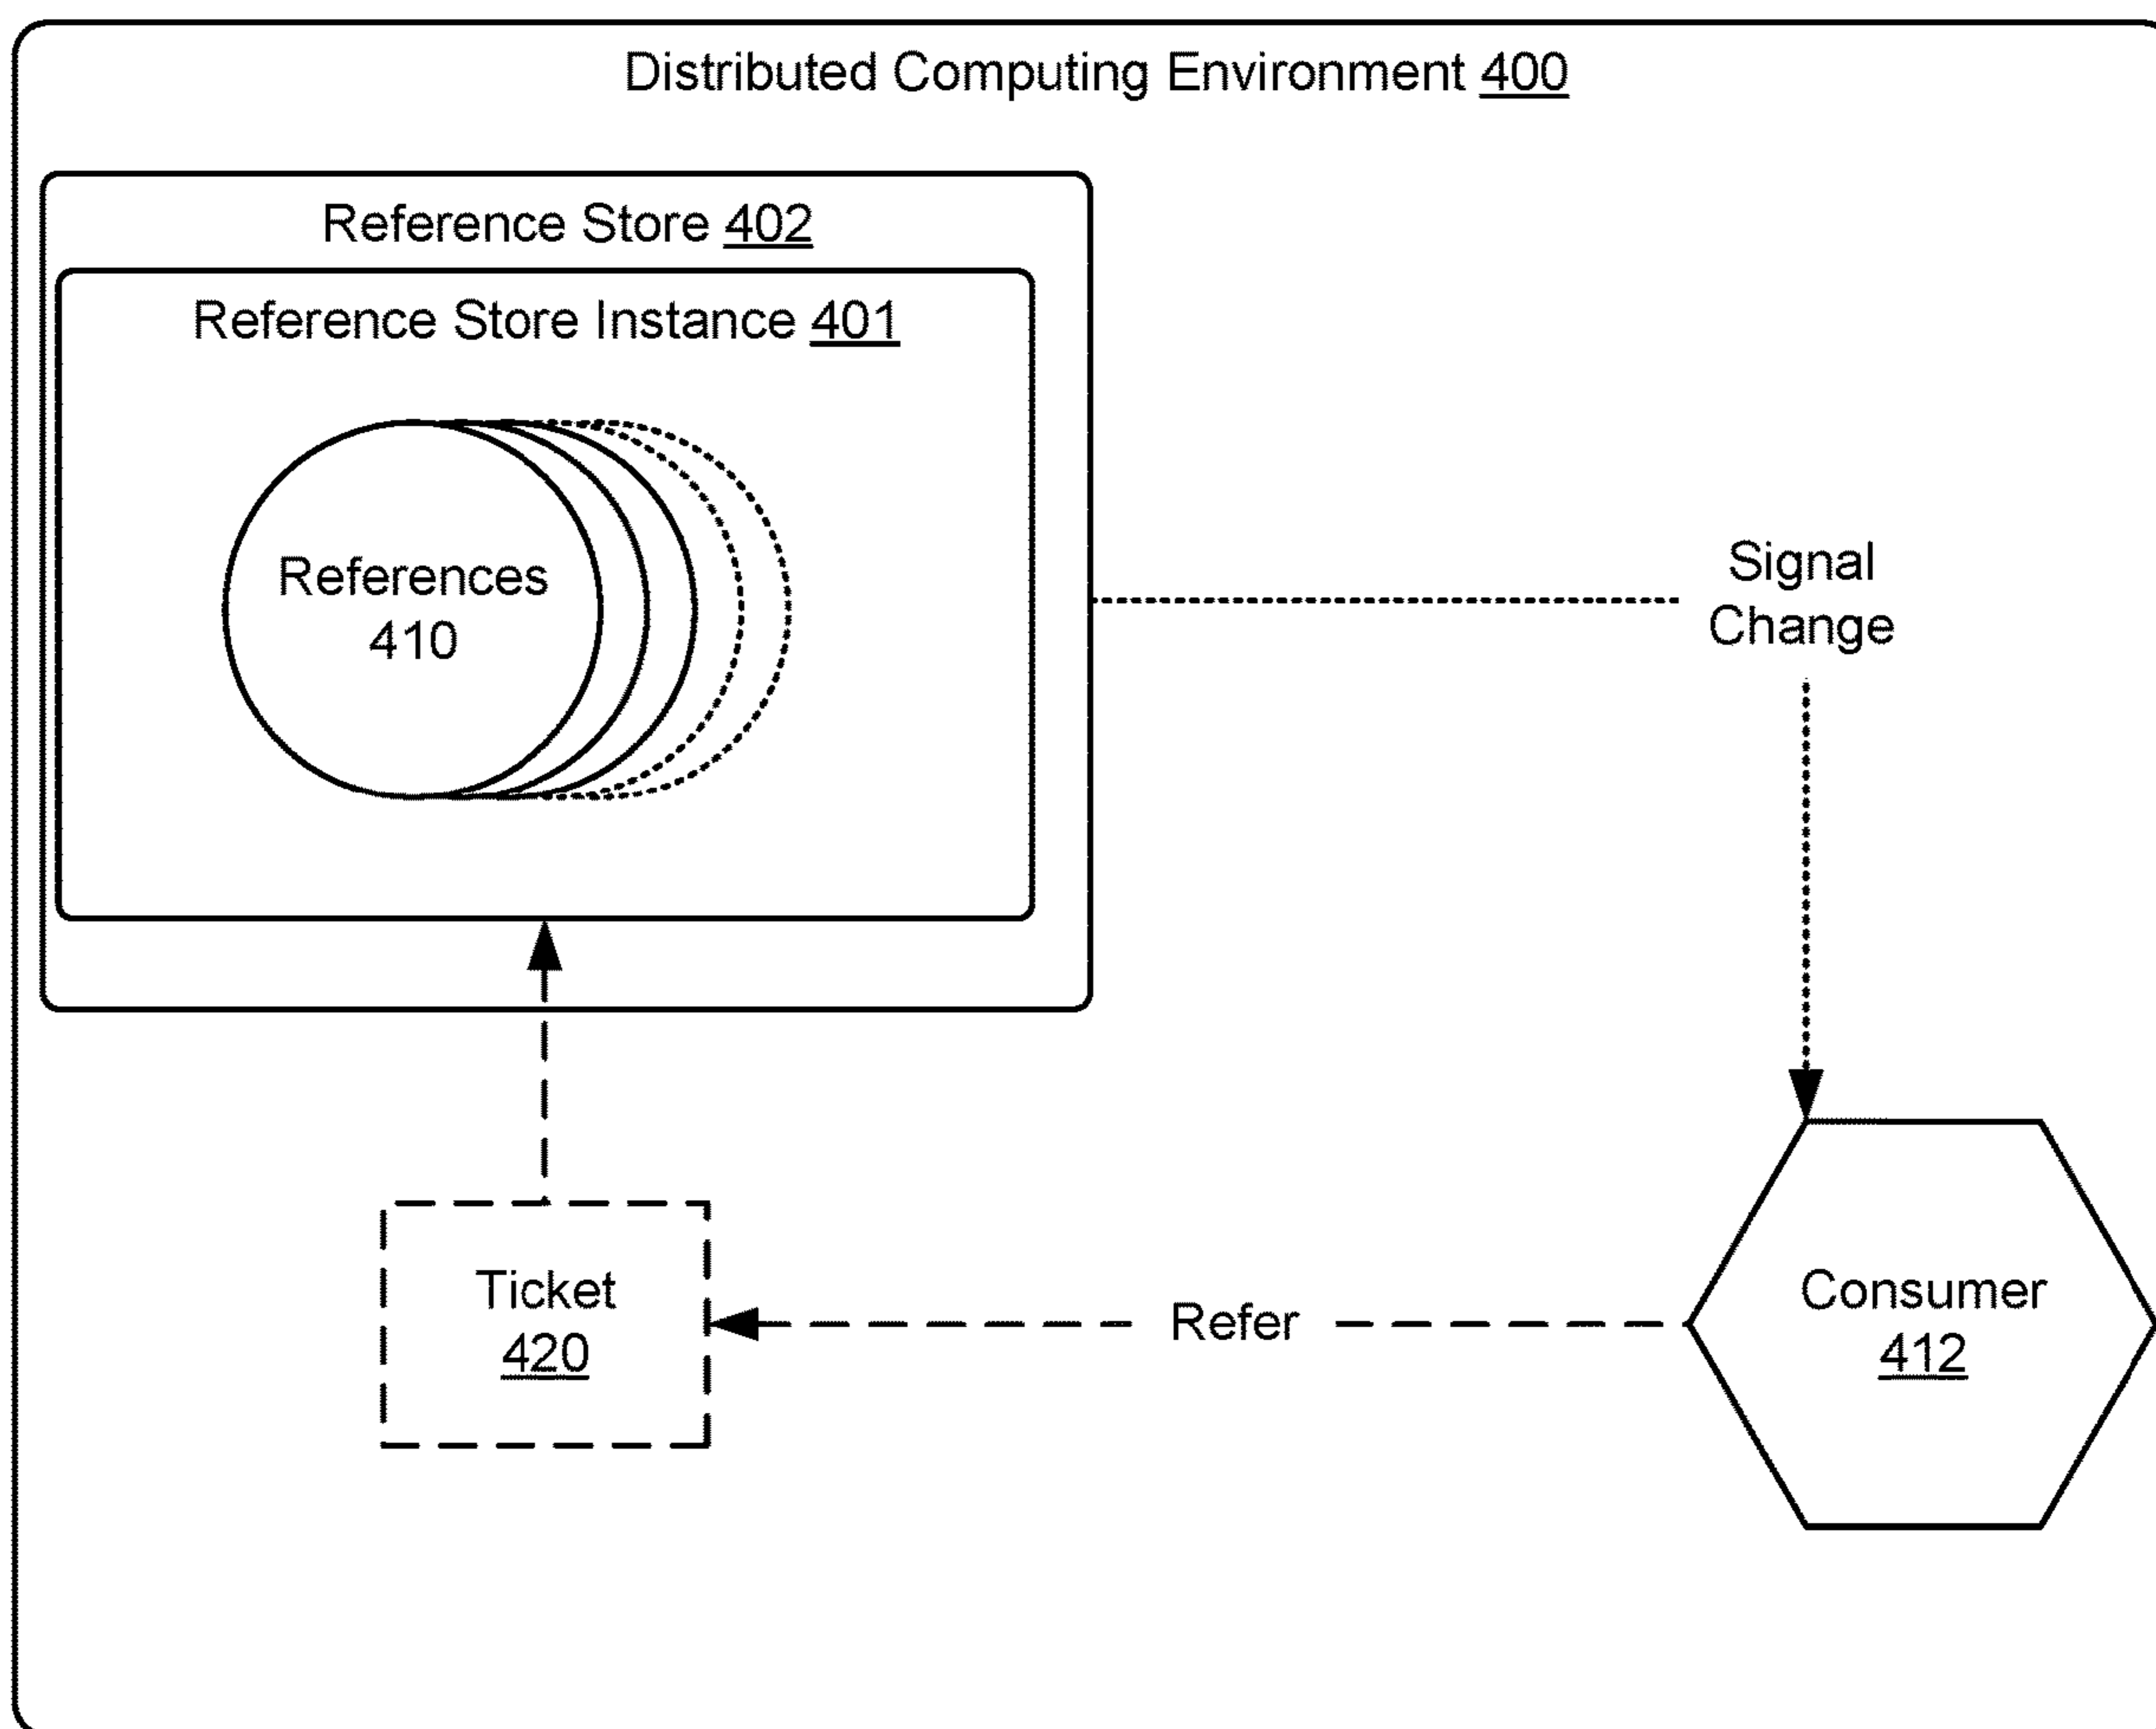 Distributed Computing Environment 400
Reference Store 402
Reference Store Instance 401
References
410
Signal
Change
Ticket
420
Refer
Consumer
412